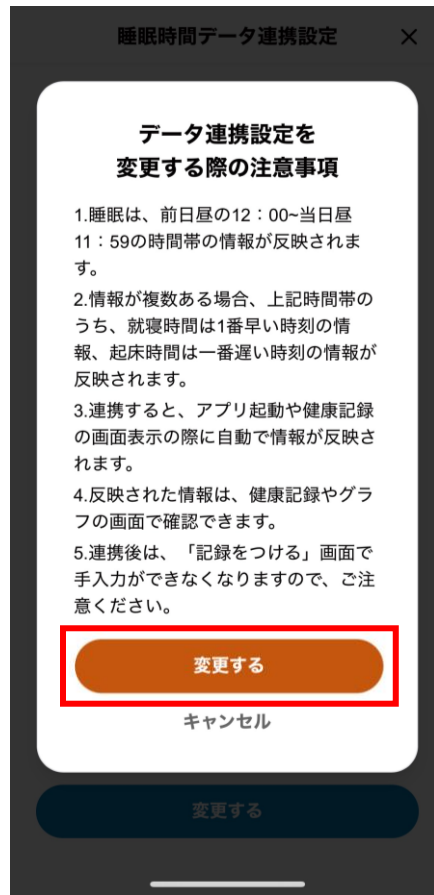 睡眠時間データ連携設定 ×
データ連携設定を
変更する際の注意事項
1.睡眠は、前日昼の12：00~当日昼
11：59の時間帯の情報が反映されま
す。
2.情報が複数ある場合、上記時間帯の
うち、就寝時間は1番早い時刻の情
報、起床時間は一番遅い時刻の情報が
反映されます。
3.連携すると、アプリ起動や健康記録
の画面表示の際に自動で情報が反映さ
れます。
4.反映された情報は、健康記録やグラ
フの画面で確認できます。
5.連携後は、「記録をつける」画面で
手入力ができなくなりますので、ご注
意ください。
変更する
キャンセル
変更する